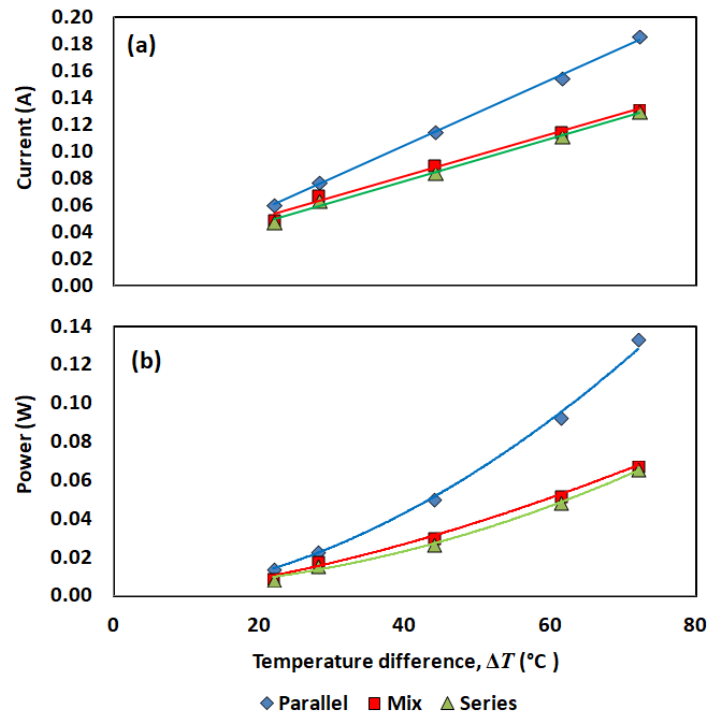 0.20
0.18
0.16
0.14
0.12
0.10
0.08
0.06
0.04
0.02
0.00
Current (A)
(a)
0.14
0.12
0.10
0.08
0.06
0.04
0.02
0.00
Power (W)
(b)
0 20 40 60 80
Temperature difference, ΔT (°C )
Parallel Mix Series